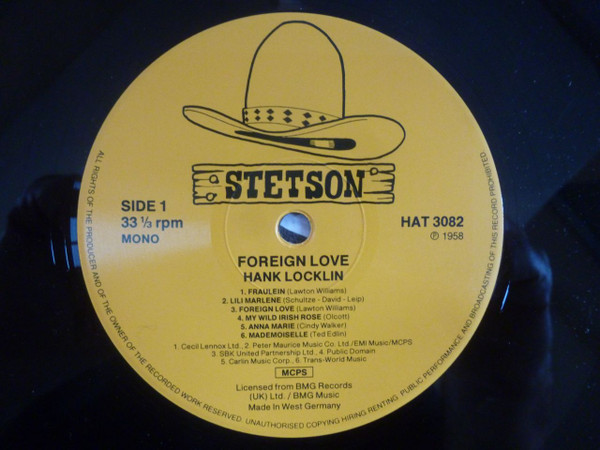 STETSON
SIDE 1
33 ⅓ rpm
MONO
HAT 3082
℗ 1958
FOREIGN LOVE
HANK LOCKLIN
1. FRAULEIN (Lawton Williams)
2. LILI MARLENE (Schultze - David - Leip)
3. FOREIGN LOVE (Lawton Williams)
4. MY WILD IRISH ROSE (Olcott)
5. ANNA MARIE (Cindy Walker)
6. MADEMOISELLE (Ted Edlin)
1. Cecil Lennox Ltd., 2. Peter Maurice Music Co. Ltd./EMI Music/MCPS
3. SBK United Partnership Ltd., 4. Public Domain
5. Carlin Music Corp., 6. Trans-World Music
MCPS
Licensed from BMG Records
(UK) Ltd. / BMG Music
Made In West Germany
ALL RIGHTS OF THE PRODUCER AND OF THE OWNER OF THE RECORDED WORK RESERVED. UNAUTHORISED COPYING HIRING RENTING PUBLIC PERFORMANCE AND BROADCASTING OF THIS RECORD PROHIBITED.